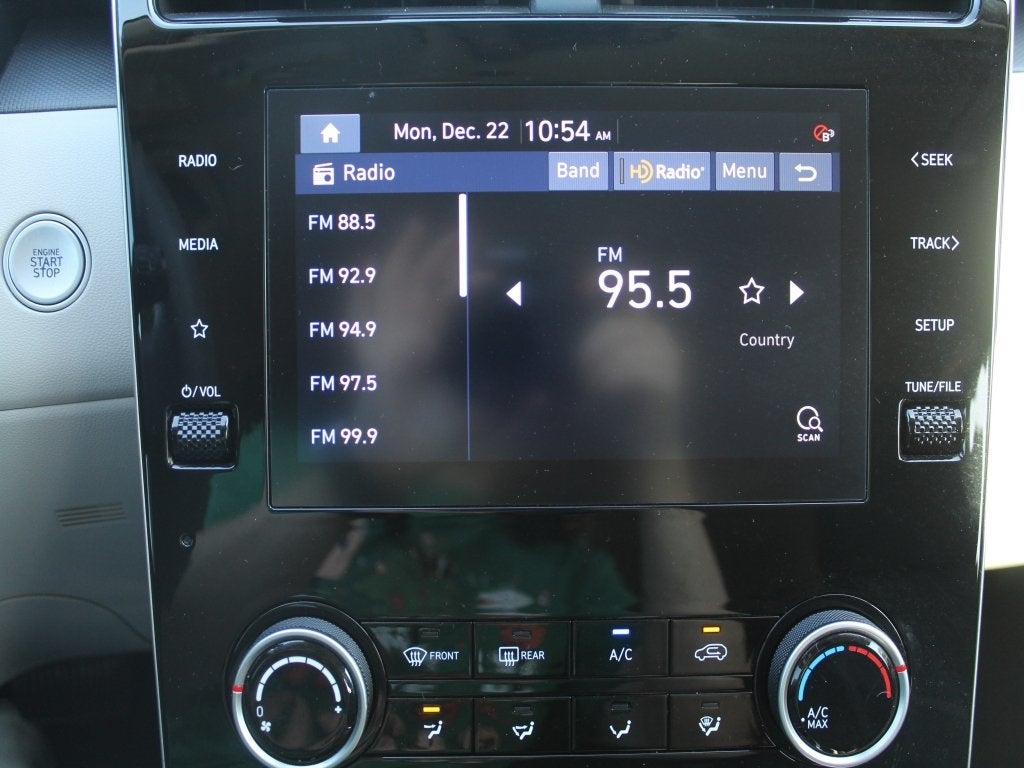 Mon, Dec. 22 10:54 AM
Radio Band HD Radio Menu
RADIO
<SEEK
FM 88.5
MEDIA
TRACK>
ENGINE
START
STOP
FM
FM 92.9
95.5
FM 94.9
SETUP
Country
FM 97.5
⏻/VOL
TUNE/FILE
FM 99.9
SCAN
FRONT
REAR
A/C
0
+
A/C
MAX